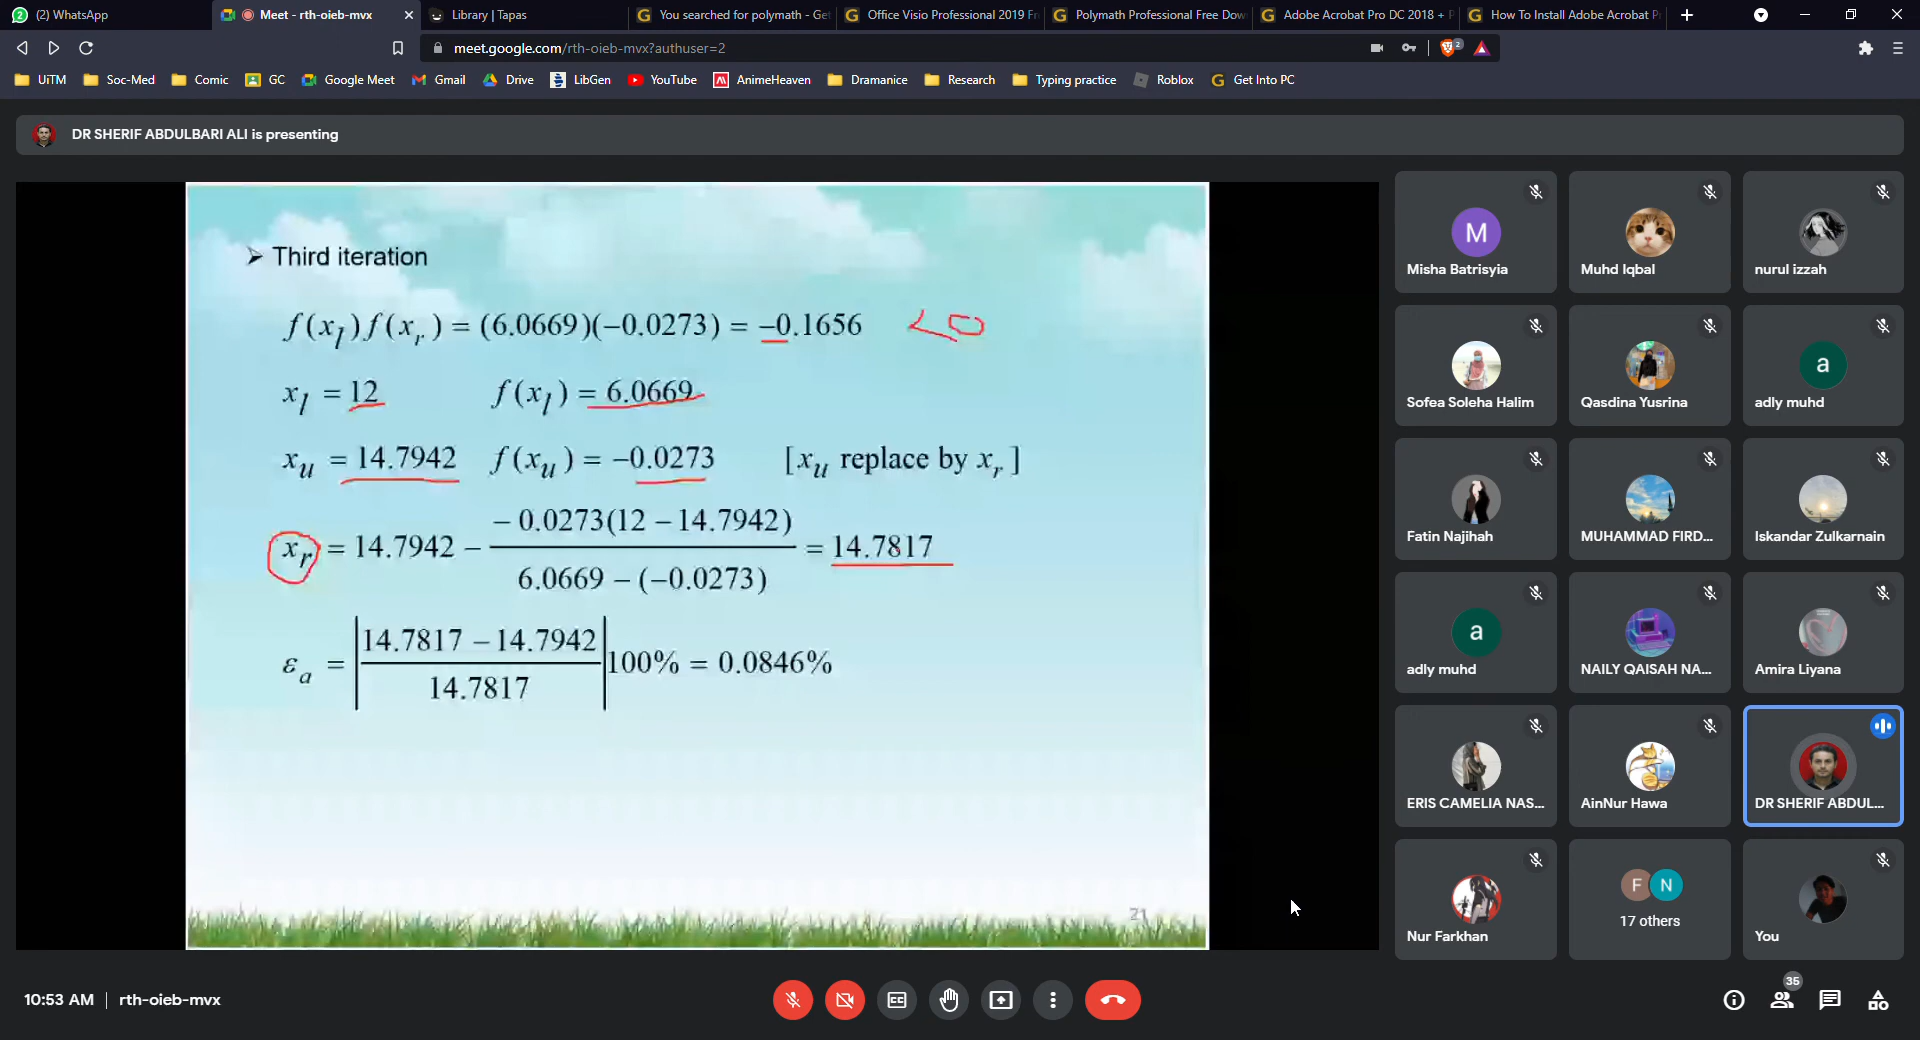 (2) WhatsApp
Meet - rth-oieb-mvx
Library | Tapas
You searched for polymath - Get
Office Visio Professional 2019 Fr
Polymath Professional Free Dow
Adobe Acrobat Pro DC 2018 + P
How To Install Adobe Acrobat P
meet.google.com/rth-oieb-mvx?authuser=2
2
UiTM
Soc-Med
Comic
GC
Google Meet
Gmail
Drive
LibGen
YouTube
AnimeHeaven
Dramanice
Research
Typing practice
Roblox
Get Into PC
DR SHERIF ABDULBARI ALI is presenting
➢ Third iteration
f(x_l)f(x_r) = (6.0669)(−0.0273) = −0.1656 <0
x_l = 12 f(x_l) = 6.0669
x_u = 14.7942 f(x_u) = −0.0273 [x_u replace by x_r]
− 0.0273(12 − 14.7942)
x_r = 14.7942 − = 14.7817
6.0669 − (−0.0273)
14.7817 − 14.7942
ε_a = 100% = 0.0846%
14.7817
21
M
Misha Batrisyia
Muhd Iqbal
nurul izzah
Sofea Soleha Halim
Qasdina Yusrina
a
adly muhd
Fatin Najihah
MUHAMMAD FIRD...
Iskandar Zulkarnain
a
adly muhd
NAILY QAISAH NA...
Amira Liyana
ERIS CAMELIA NAS...
AinNur Hawa
DR SHERIF ABDUL...
Nur Farkhan
F N
17 others
You
10:53 AM | rth-oieb-mvx
CC
35